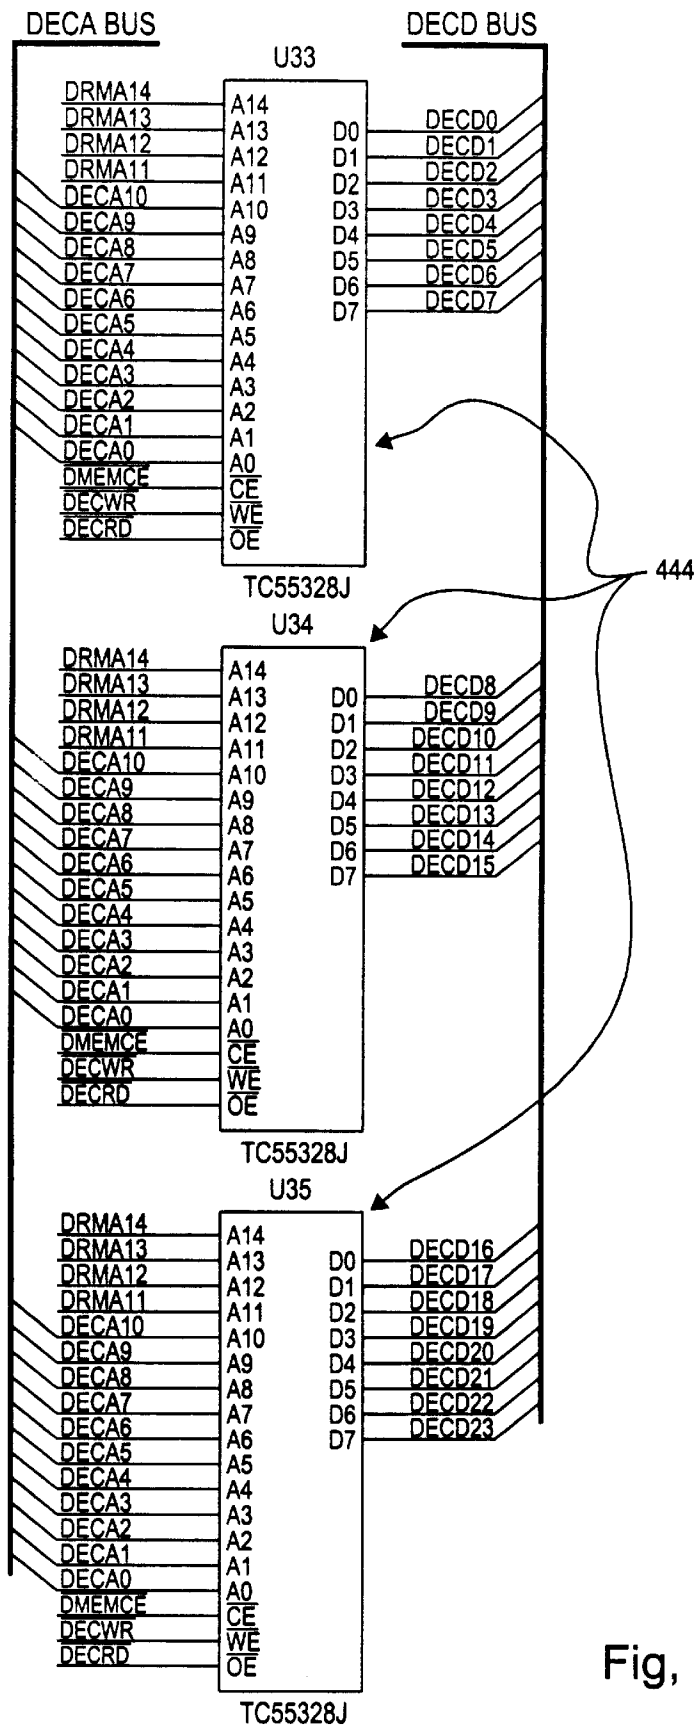 DECA BUS DECD BUS
U33
DRMA14 A14
DRMA13 A13 D0 DECD0
DRMA12 A12 D1 DECD1
DRMA11 A11 D2 DECD2
DECA10 A10 D3 DECD3
DECA9 A9 D4 DECD4
DECA8 A8 D5 DECD5
DECA7 A7 D6 DECD6
DECA6 A6 D7 DECD7
DECA5 A5
DECA4 A4
DECA3 A3
DECA2 A2
DECA1 A1
DECA0 A0
DMEMCE CE
DECWR WE
DECRD OE
444
TC55328J
U34
DRMA14 A14
DRMA13 A13 D0 DECD8
DRMA12 A12 D1 DECD9
DRMA11 A11 D2 DECD10
DECA10 A10 D3 DECD11
DECA9 A9 D4 DECD12
DECA8 A8 D5 DECD13
DECA7 A7 D6 DECD14
DECA6 A6 D7 DECD15
DECA5 A5
DECA4 A4
DECA3 A3
DECA2 A2
DECA1 A1
DECA0 A0
DMEMCE CE
DECWR WE
DECRD OE
TC55328J
U35
DRMA14 A14
DRMA13 A13 D0 DECD16
DRMA12 A12 D1 DECD17
DRMA11 A11 D2 DECD18
DECA10 A10 D3 DECD19
DECA9 A9 D4 DECD20
DECA8 A8 D5 DECD21
DECA7 A7 D6 DECD22
DECA6 A6 D7 DECD23
DECA5 A5
DECA4 A4
DECA3 A3
DECA2 A2
DECA1 A1
DECA0 A0
DMEMCE CE
DECWR WE
DECRD OE
TC55328J
Fig,